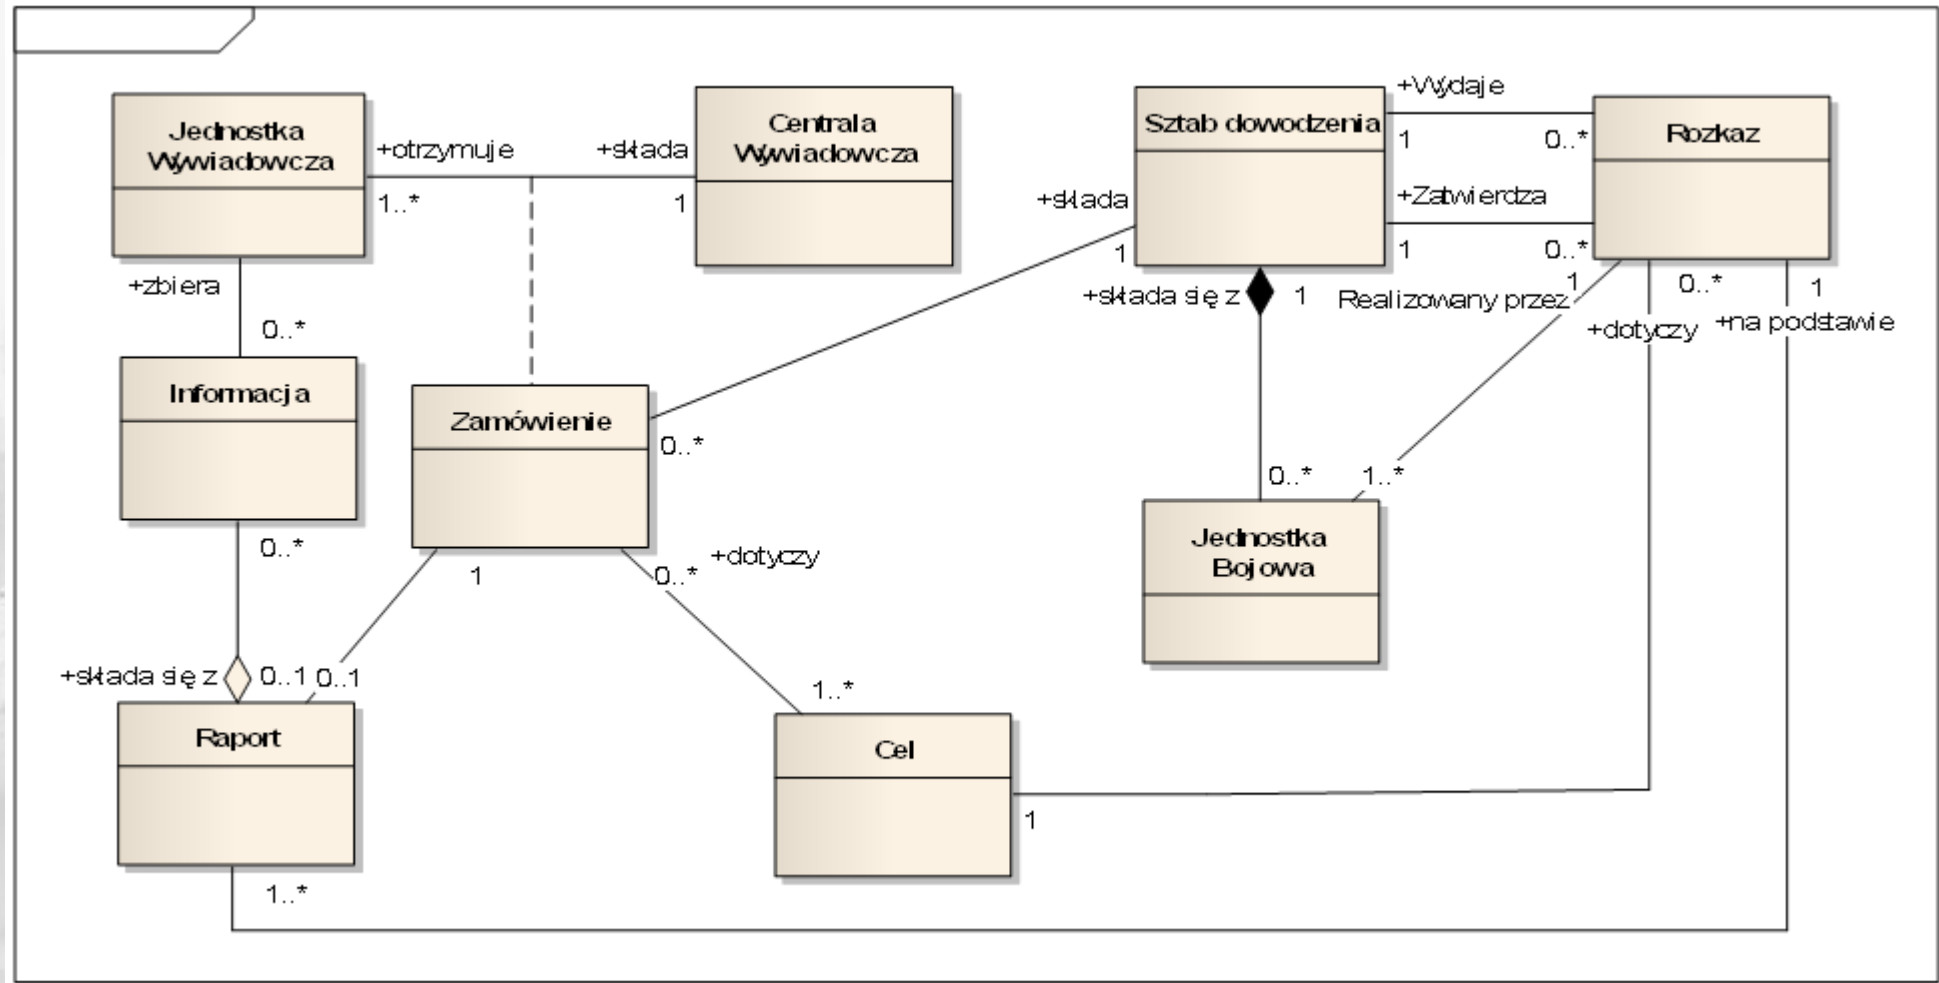 Jednostka
Wywiadowcza
+otrzymuje
1..*
+składa
1
Centrala
Wywiadowcza
Sztab dowodzenia
+Wydaje
1
0..*
+Zatwierdza
1
0..*
Rozkaz
+składa
1
+zbiera
0..*
+składa się z
1
Realizowany przez
1
+dotyczy
0..*
+na podstawie
1
Informacja
Zamówienie
0..*
0..*
1..*
0..*
1
0..*
+dotyczy
Jednostka
Bojowa
+składa się z
0..1
0..1
1..*
Raport
Cel
1
1..*